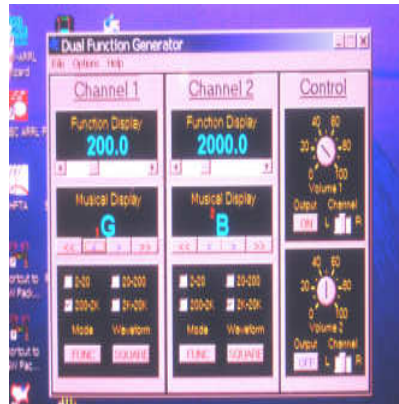 Dual Function Generator
File Options Help
Channel 1
Function Display
200.0
Musical Display
G
<< < > >>
0-20 20-200
200-2K 2K-20K
Mode Waveform
FUNC SQUARE
Channel 2
Function Display
2000.0
Musical Display
B
<< < > >>
0-20 20-200
200-2K 2K-20K
Mode Waveform
FUNC SQUARE
Control
40 60
20 80
0 100
Volume 1
Output Channel
ON L R
40 60
20 80
0 100
Volume 2
Output Channel
OFF L R